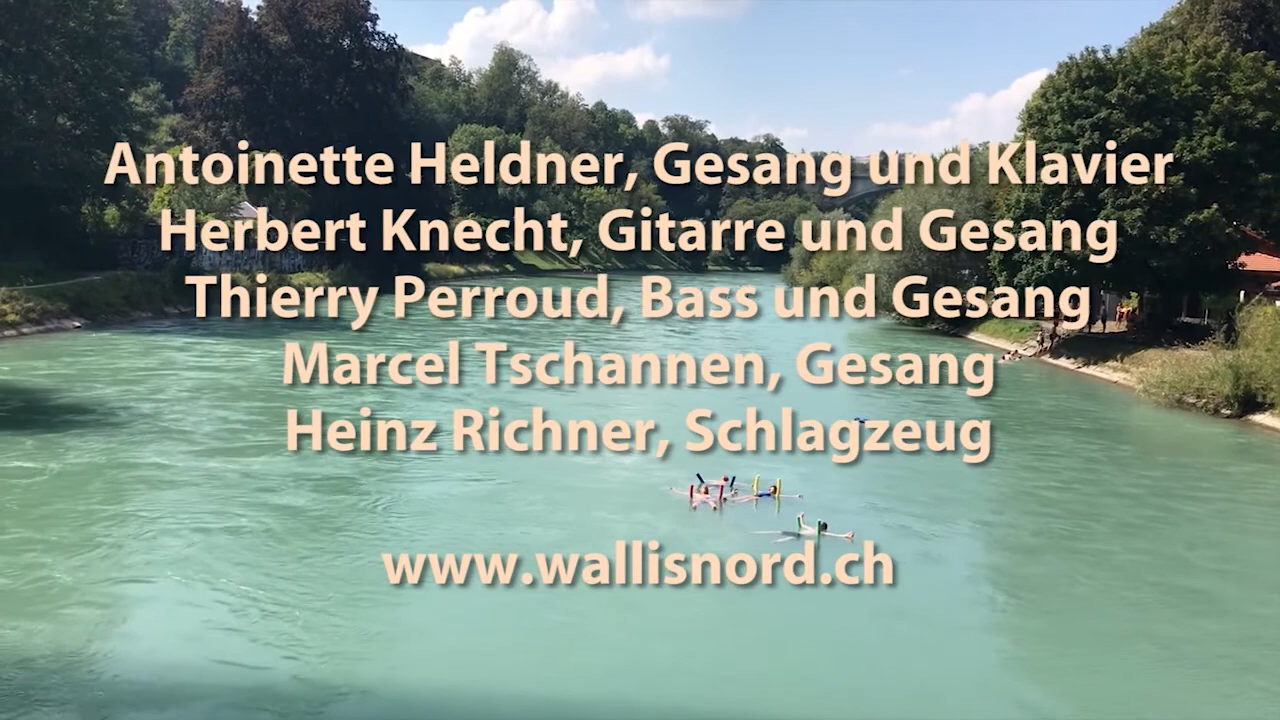 Antoinette Heldner, Gesang und Klavier
Herbert Knecht, Gitarre und Gesang
Thierry Perroud, Bass und Gesang
Marcel Tschannen, Gesang
Heinz Richner, Schlagzeug
www.wallisnord.ch